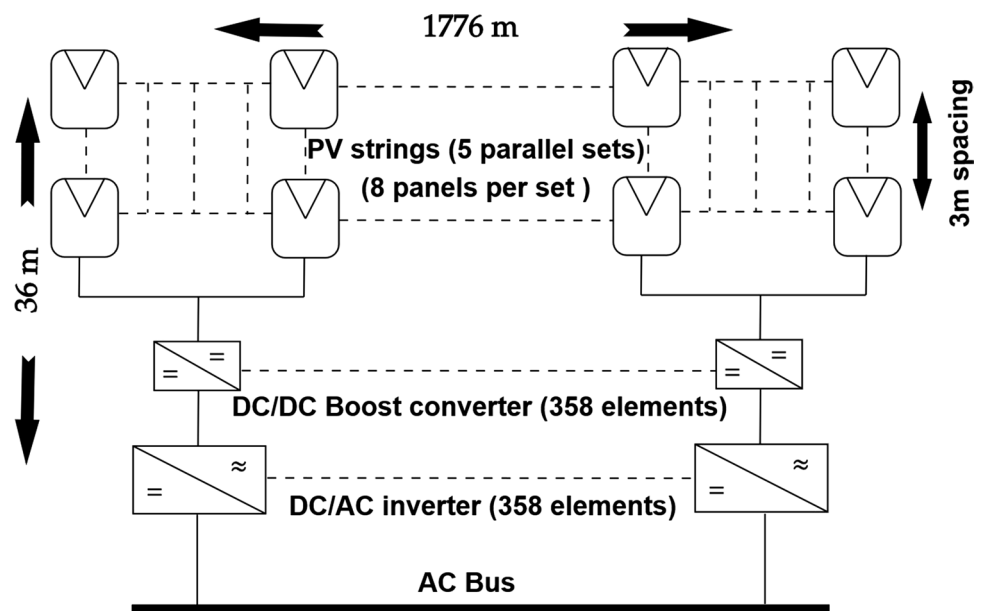 1776 m
PV strings (5 parallel sets)
(8 panels per set )
3m spacing
36 m
=
=
=
=
DC/DC Boost converter (358 elements)
≈
=
≈
=
DC/AC inverter (358 elements)
AC Bus